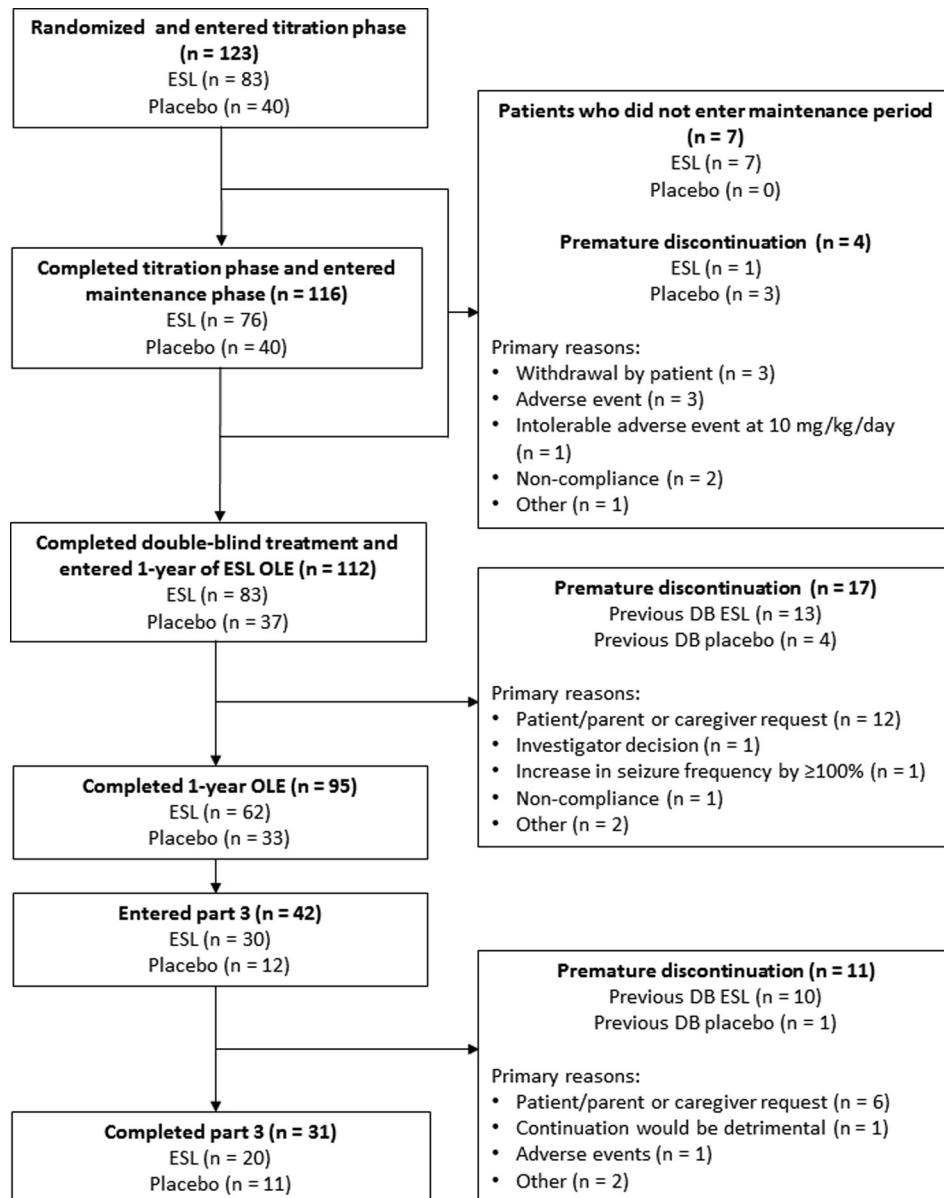 Randomized and entered titration phase
(n = 123)
ESL (n = 83)
Placebo (n = 40)
Patients who did not enter maintenance period
(n = 7)
ESL (n = 7)
Placebo (n = 0)
Premature discontinuation (n = 4)
ESL (n = 1)
Placebo (n = 3)
Primary reasons:
• Withdrawal by patient (n = 3)
• Adverse event (n = 3)
• Intolerable adverse event at 10 mg/kg/day
(n = 1)
• Non-compliance (n = 2)
• Other (n = 1)
Completed titration phase and entered
maintenance phase (n = 116)
ESL (n = 76)
Placebo (n = 40)
Completed double-blind treatment and
entered 1-year of ESL OLE (n = 112)
ESL (n = 83)
Placebo (n = 37)
Premature discontinuation (n = 17)
Previous DB ESL (n = 13)
Previous DB placebo (n = 4)
Primary reasons:
• Patient/parent or caregiver request (n = 12)
• Investigator decision (n = 1)
• Increase in seizure frequency by ≥100% (n = 1)
• Non-compliance (n = 1)
• Other (n = 2)
Completed 1-year OLE (n = 95)
ESL (n = 62)
Placebo (n = 33)
Entered part 3 (n = 42)
ESL (n = 30)
Placebo (n = 12)
Premature discontinuation (n = 11)
Previous DB ESL (n = 10)
Previous DB placebo (n = 1)
Primary reasons:
• Patient/parent or caregiver request (n = 6)
• Continuation would be detrimental (n = 1)
• Adverse events (n = 1)
• Other (n = 2)
Completed part 3 (n = 31)
ESL (n = 20)
Placebo (n = 11)